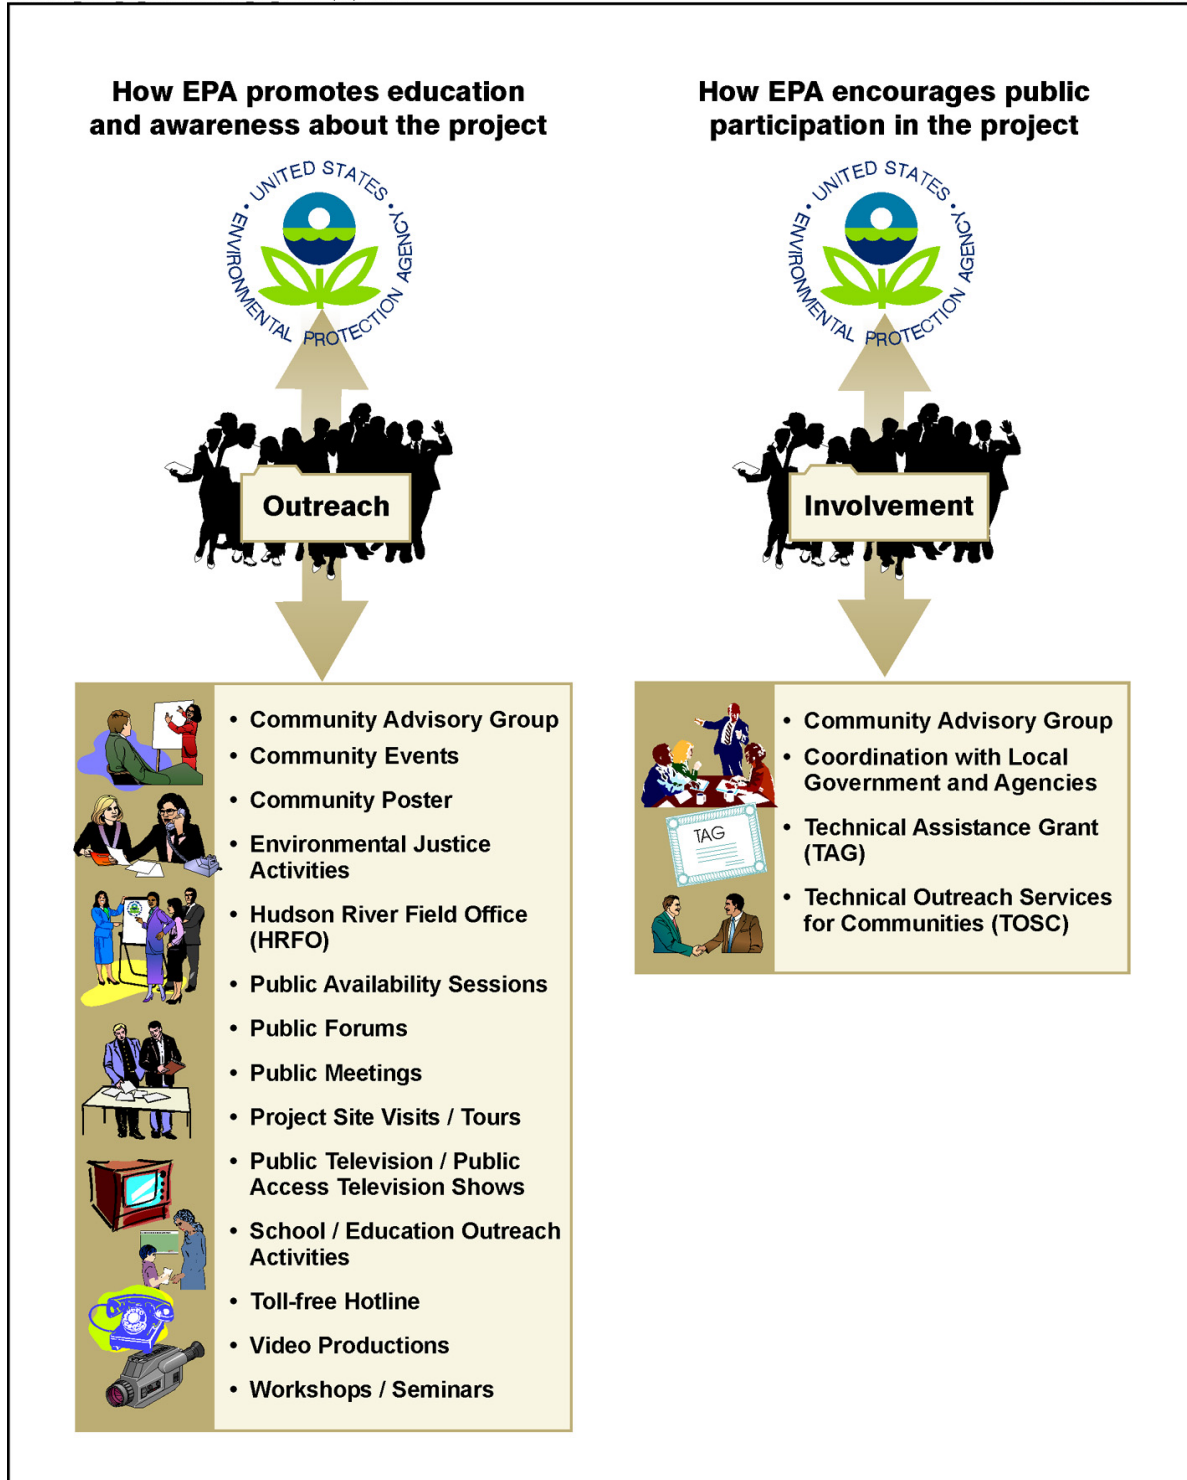 How EPA promotes education
and awareness about the project
UNITED STATES
ENVIRONMENTAL PROTECTION AGENCY
Outreach
• Community Advisory Group
• Community Events
• Community Poster
• Environmental Justice
Activities
• Hudson River Field Office
(HRFO)
• Public Availability Sessions
• Public Forums
• Public Meetings
• Project Site Visits / Tours
• Public Television / Public
Access Television Shows
• School / Education Outreach
Activities
• Toll-free Hotline
• Video Productions
• Workshops / Seminars
How EPA encourages public
participation in the project
UNITED STATES
ENVIRONMENTAL PROTECTION AGENCY
Involvement
TAG
• Community Advisory Group
• Coordination with Local
Government and Agencies
• Technical Assistance Grant
(TAG)
• Technical Outreach Services
for Communities (TOSC)